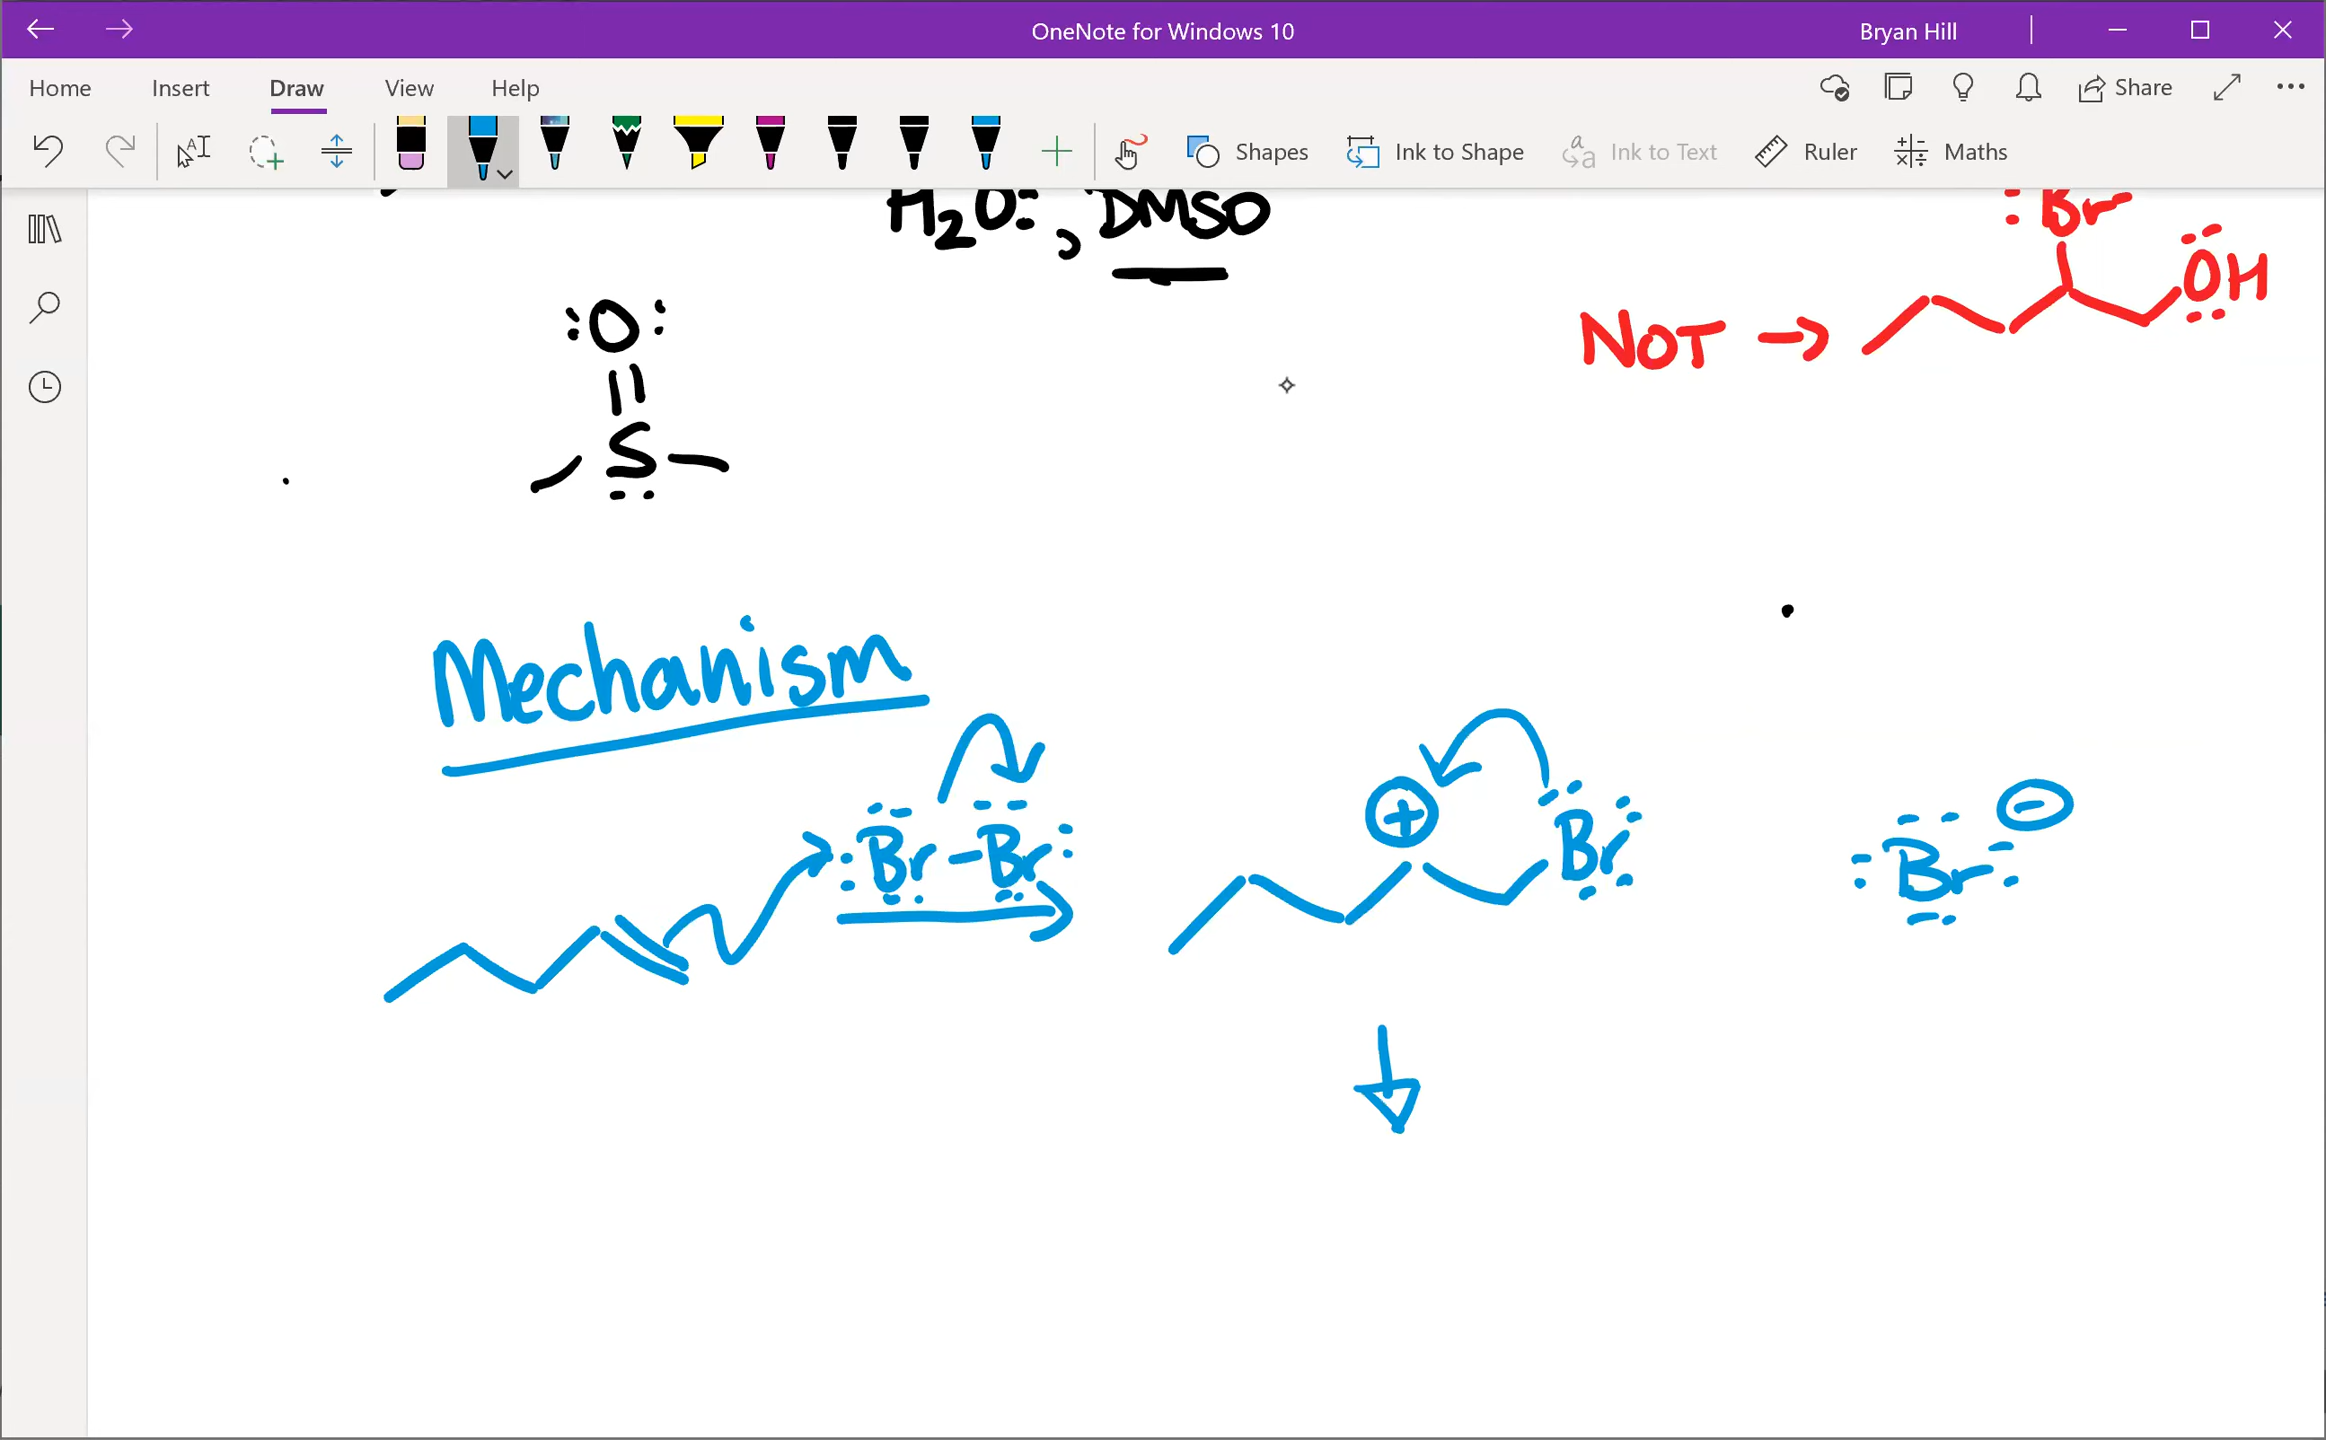 OneNote for Windows 10
Bryan Hill
Home Insert Draw View Help
Share
Shapes Ink to Shape Ink to Text Ruler Maths
H2O: , DMSO
:Br
OH
NOT →
:O:
S
Mechanism
:Br-Br:
+
Br:
:Br:
−